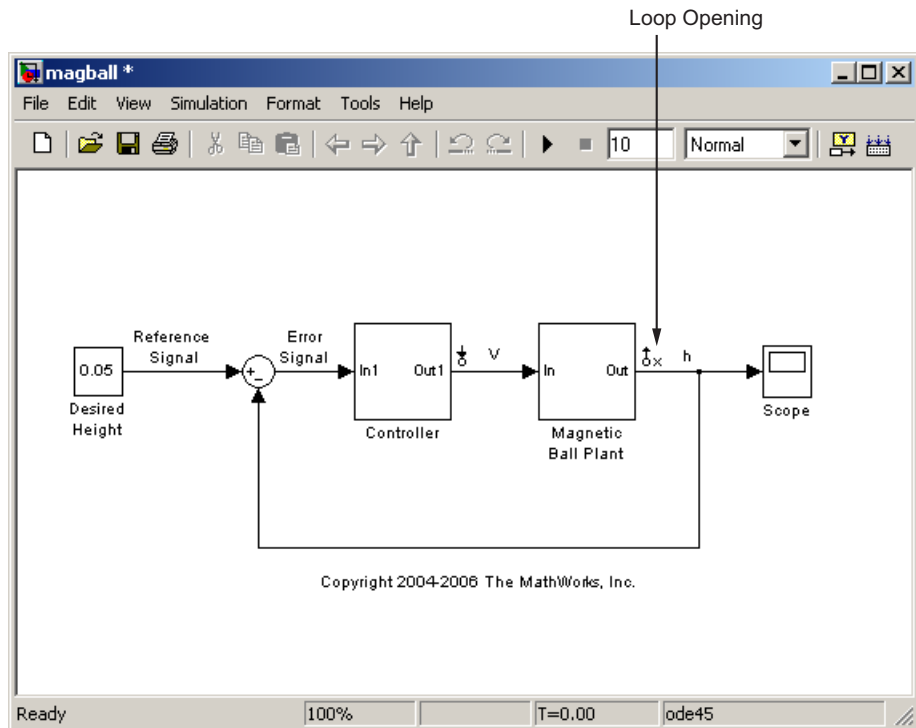 Loop Opening
magball *
File Edit View Simulation Format Tools Help
10 Normal
Reference
Signal
Error
Signal
0.05
Desired
Height
+
-
In1 Out1
Controller
V
In Out
Magnetic
Ball Plant
x h
Scope
Copyright 2004-2006 The MathWorks, Inc.
Ready 100% T=0.00 ode45